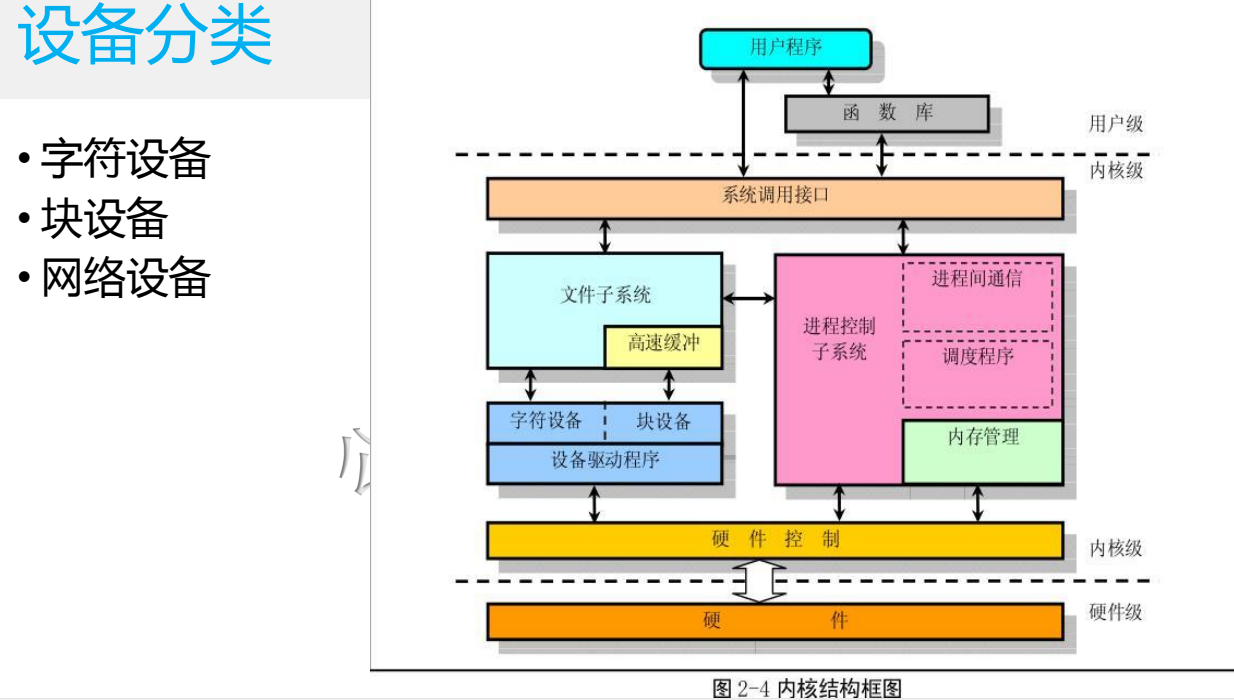 设备分类
• 字符设备
• 块设备
• 网络设备
用户程序
函 数 库
用户级
内核级
系统调用接口
文件子系统
高速缓冲
进程控制
子系统
进程间通信
调度程序
内存管理
字符设备
块设备
设备驱动程序
硬 件 控 制
内核级
硬 件
硬件级
图 2-4 内核结构框图